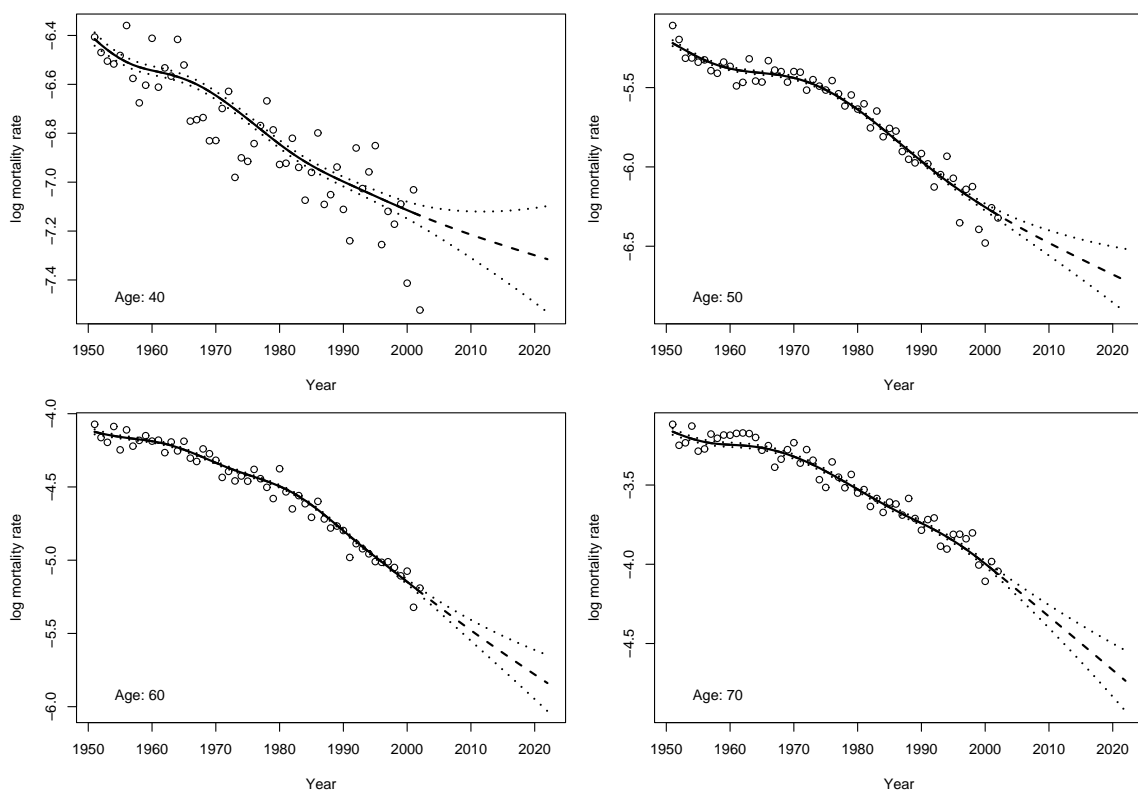 −6.4
−6.6
−6.8
−7.0
−7.2
−7.4
log mortality rate
Age: 40
1950 1960 1970 1980 1990 2000 2010 2020
Year
−5.5
−6.0
−6.5
log mortality rate
Age: 50
1950 1960 1970 1980 1990 2000 2010 2020
Year
−4.0
−4.5
−5.0
−5.5
−6.0
log mortality rate
Age: 60
1950 1960 1970 1980 1990 2000 2010 2020
Year
−3.5
−4.0
−4.5
log mortality rate
Age: 70
1950 1960 1970 1980 1990 2000 2010 2020
Year